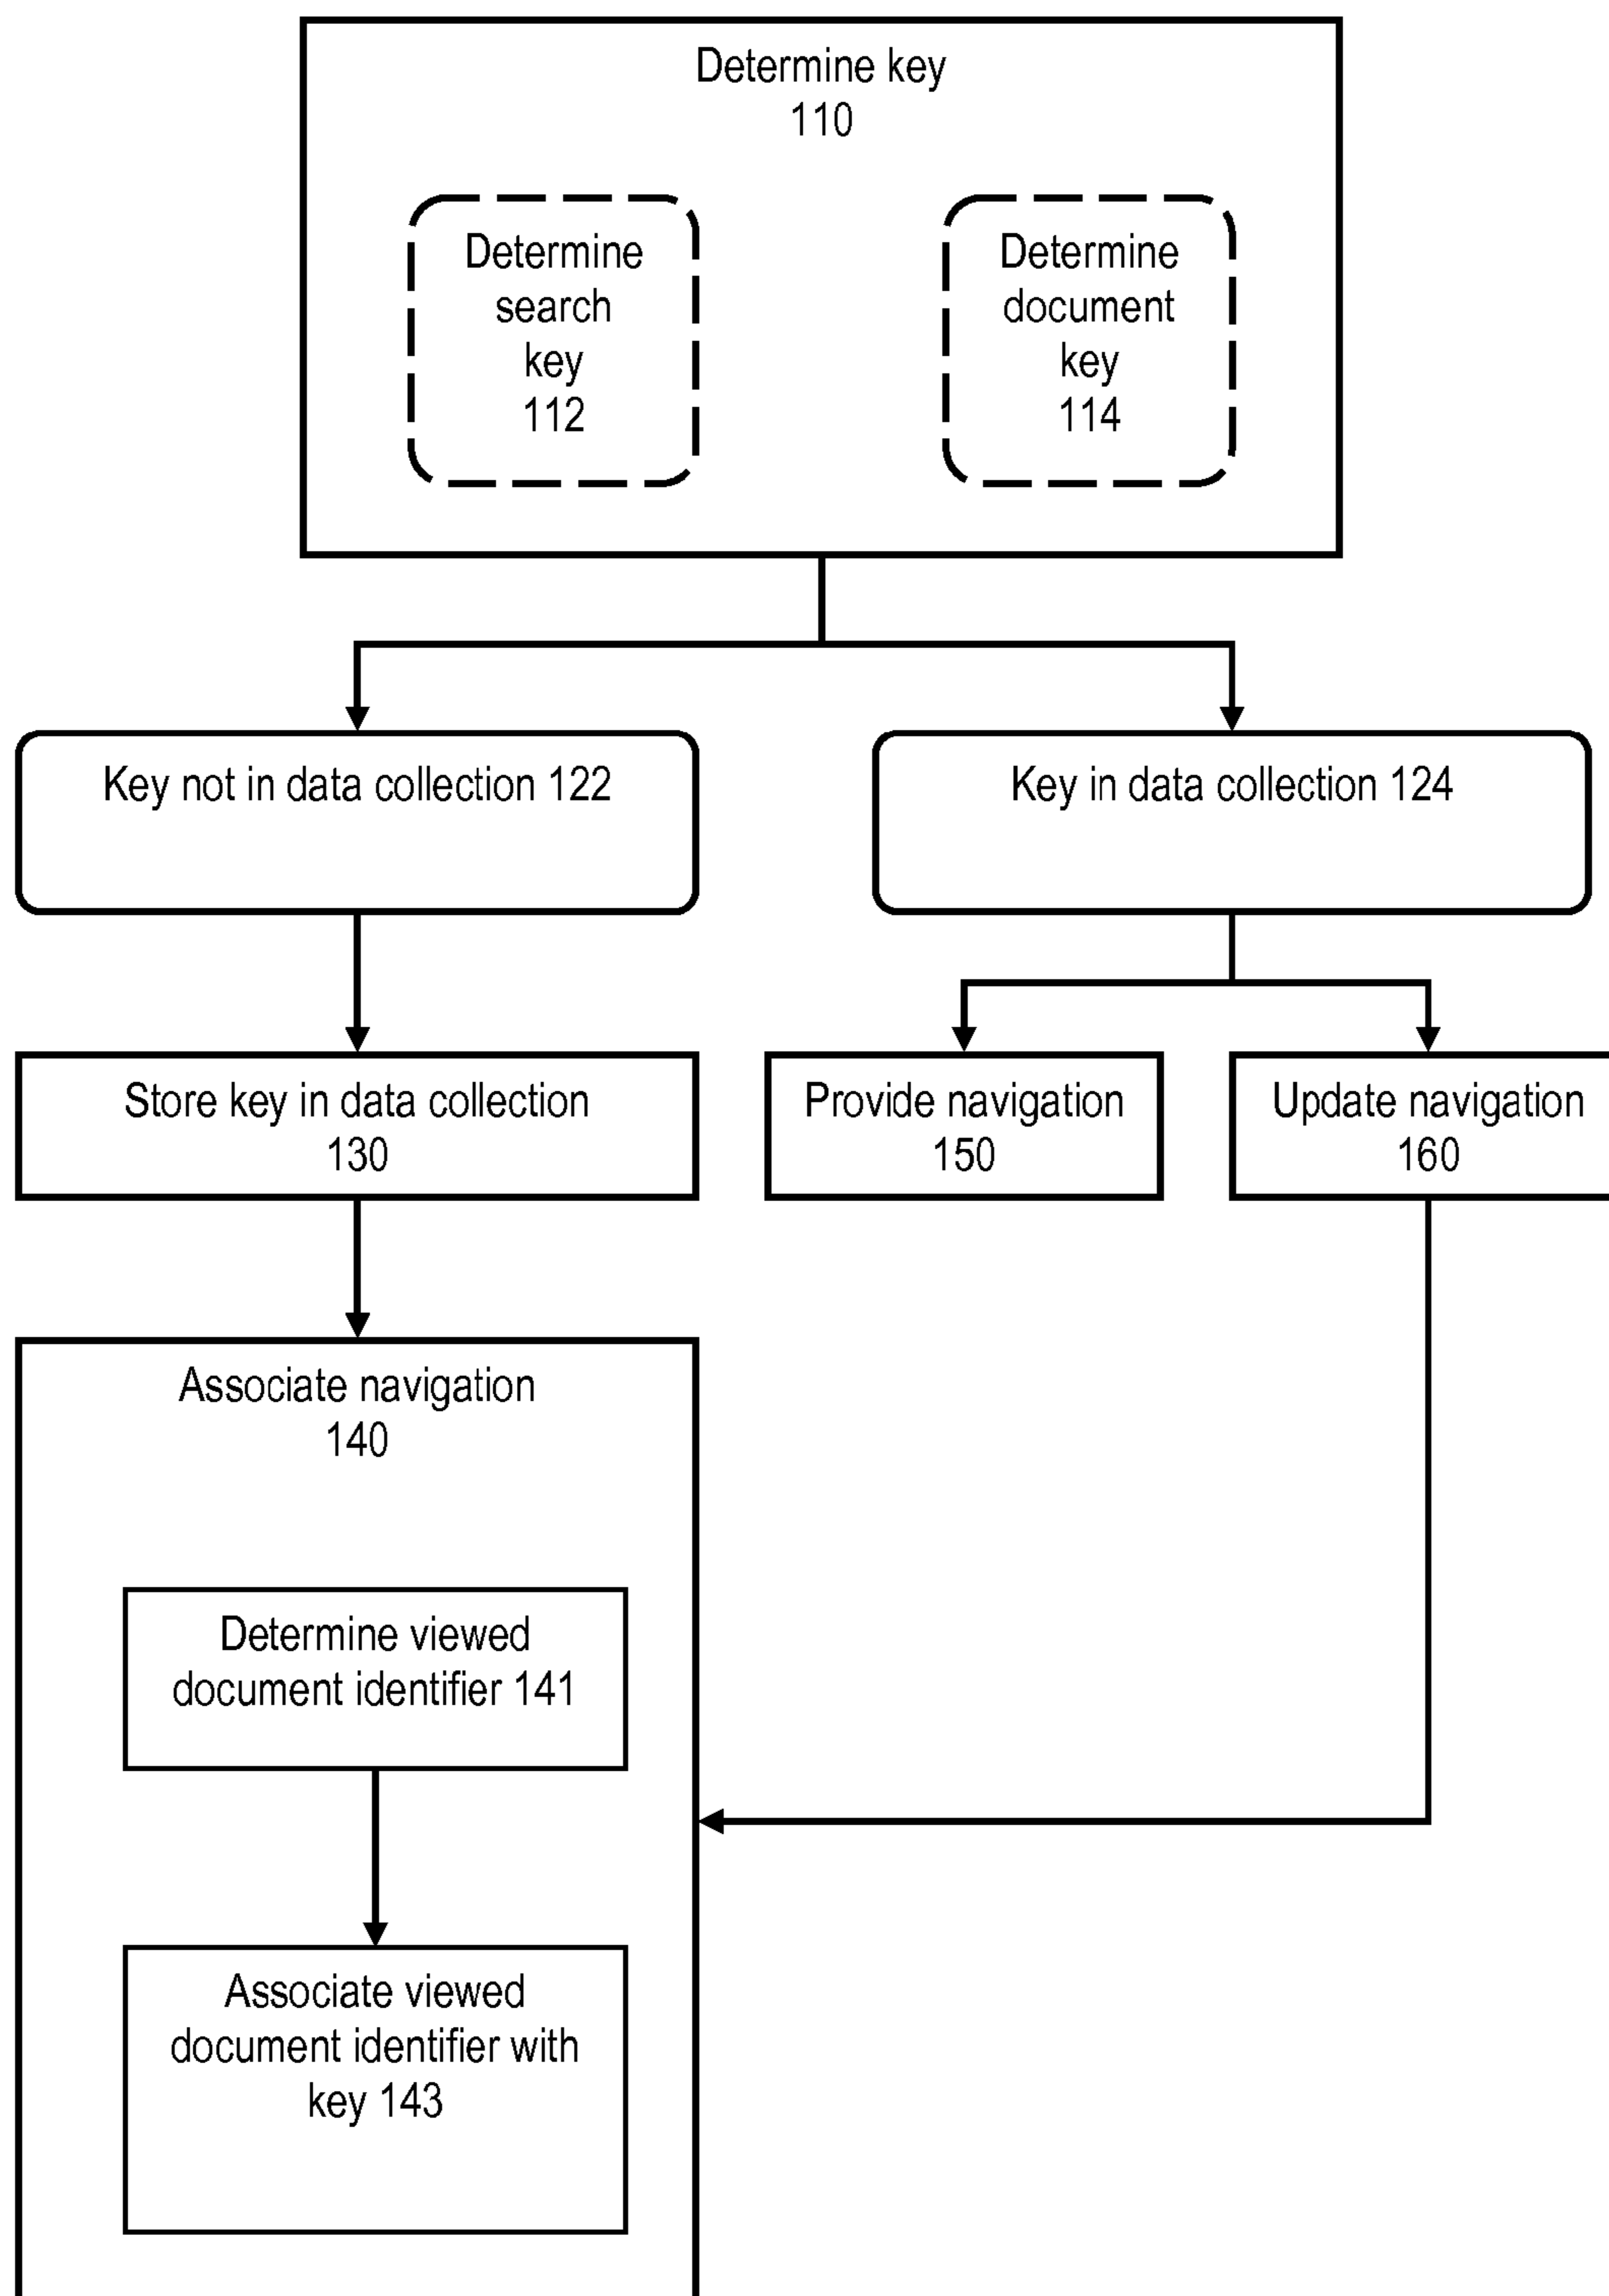 Determine key
110
Determine
search
key
112
Determine
document
key
114
Key not in data collection 122
Key in data collection 124
Store key in data collection
130
Provide navigation
150
Update navigation
160
Associate navigation
140
Determine viewed
document identifier 141
Associate viewed
document identifier with
key 143